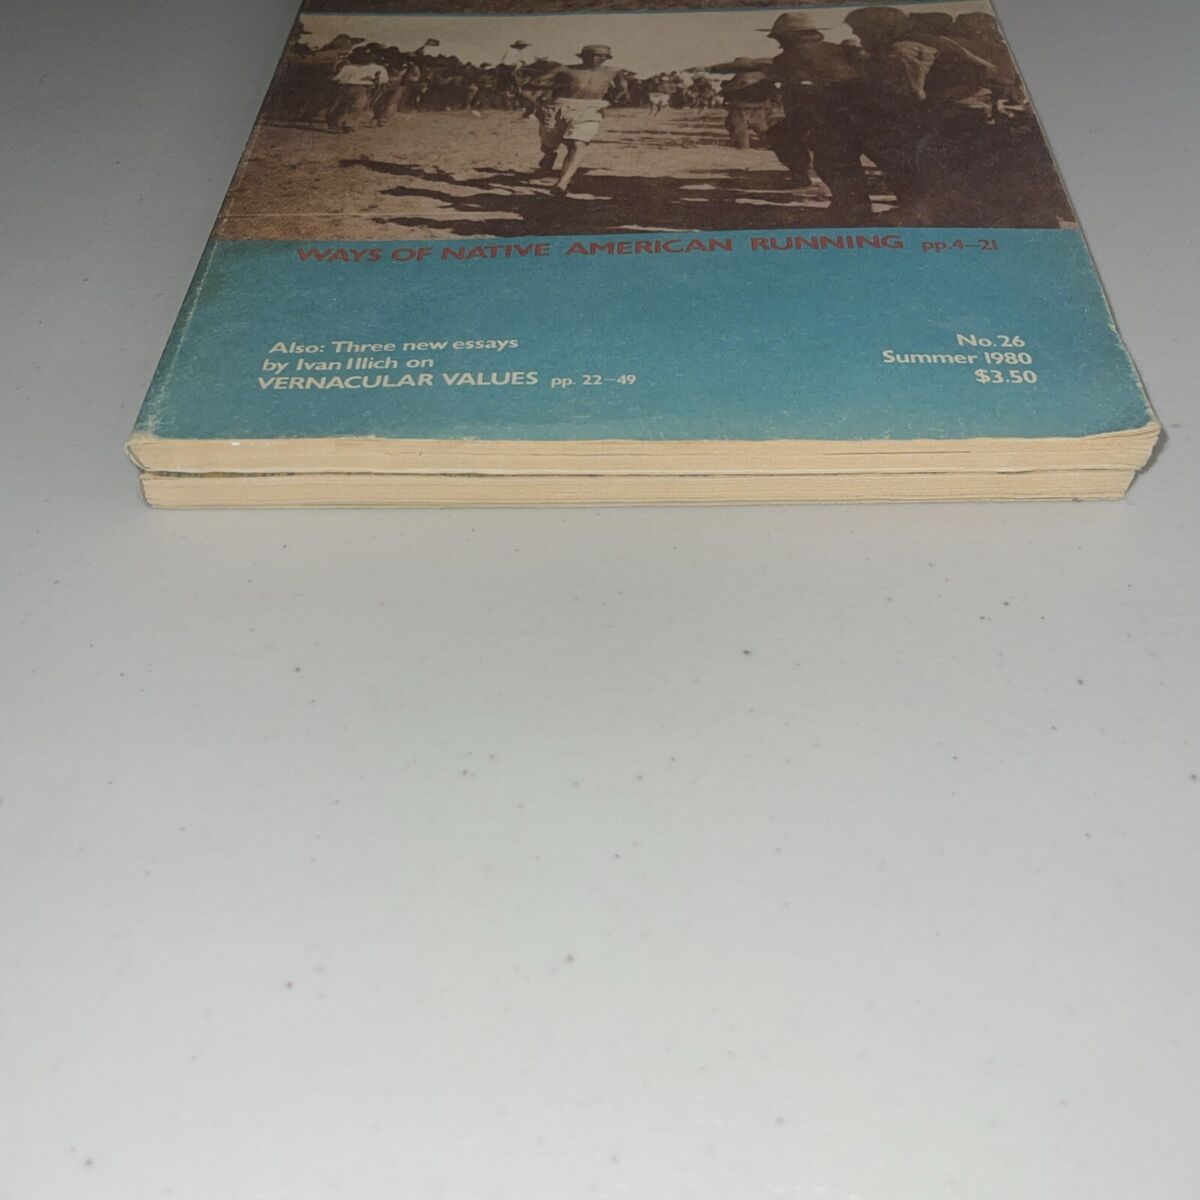 WAYS OF NATIVE AMERICAN RUNNING pp.4–21
Also: Three new essays
by Ivan Illich on
VERNACULAR VALUES pp. 22–49
No.26
Summer 1980
$3.50